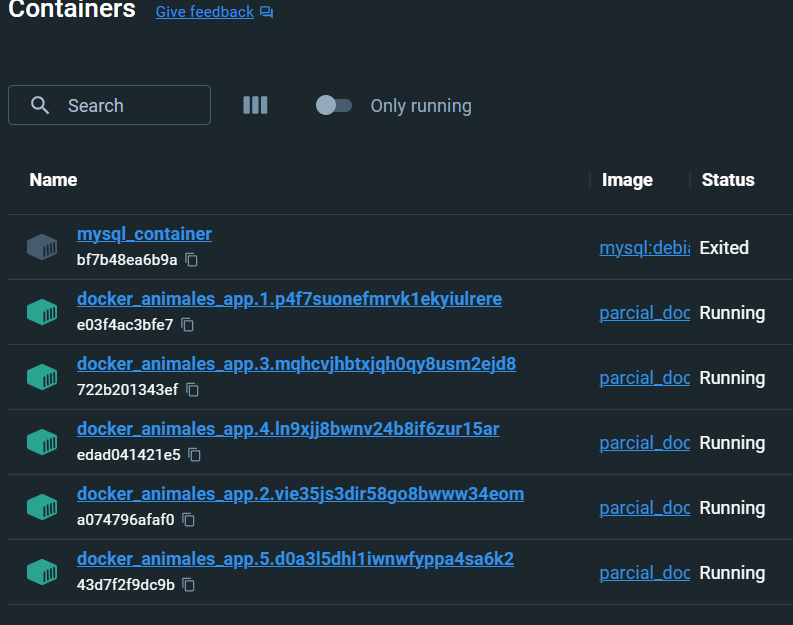 Containers Give feedback
Search Only running
Name Image Status
mysql_container
bf7b48ea6b9a mysql:debia Exited
docker_animales_app.1.p4f7suonefmrvk1ekyiulrere
e03f4ac3bfe7 parcial_doc Running
docker_animales_app.3.mqhcvjhbtxjqh0qy8usm2ejd8
722b201343ef parcial_doc Running
docker_animales_app.4.ln9xjj8bwnv24b8if6zur15ar
edad041421e5 parcial_doc Running
docker_animales_app.2.vie35js3dir58go8bwww34eom
a074796afaf0 parcial_doc Running
docker_animales_app.5.d0a3l5dhl1iwnwfyppa4sa6k2
43d7f2f9dc9b parcial_doc Running